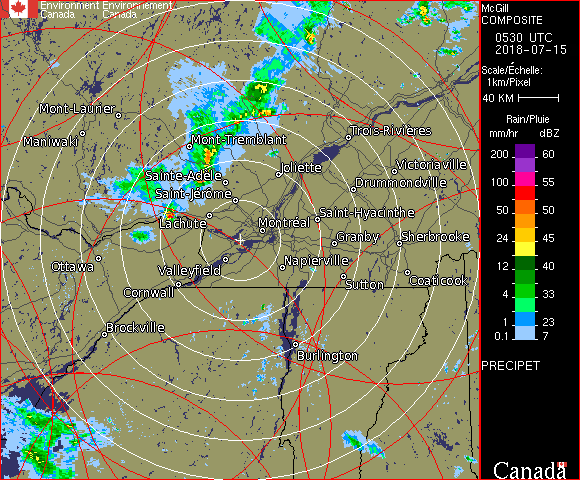 Environment Environnement
Canada Canada
McGill
COMPOSITE
0530 UTC
2018-07-15
Scale/Échelle:
1km/Pixel
40 KM
Rain/Pluie
mm/hr dBZ
200 60
150 57
100 55
50 50
24 45
12 40
4 33
1 23
0.1 7
PRECIPET
Canada
Mont-Laurier
Maniwaki
Mont-Tremblant
Trois-Rivières
Sainte-Adèle
Joliette
Victoriaville
Saint-Jérôme
Drummondville
Lachute
Montréal
Saint-Hyacinthe
Granby
Sherbrooke
Ottawa
Valleyfield
Napierville
Cornwall
Sutton
Coaticook
Brockville
Burlington